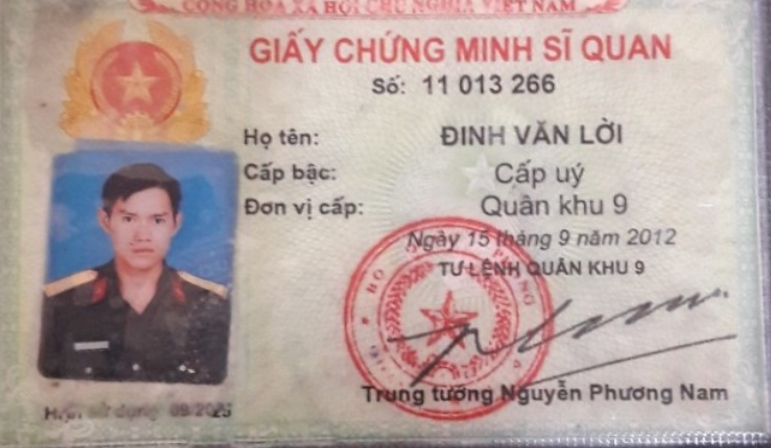 CỘNG HÒA XÃ HỘI CHỦ NGHĨA VIỆT NAM
GIẤY CHỨNG MINH SĨ QUAN
Số: 11 013 266
Họ tên: ĐINH VĂN LỜI
Cấp bậc: Cấp uý
Đơn vị cấp: Quân khu 9
Ngày 15 tháng 9 năm 2012
TƯ LỆNH QUÂN KHU 9
Trung tướng Nguyễn Phương Nam
Hạn sử dụng 09/2025